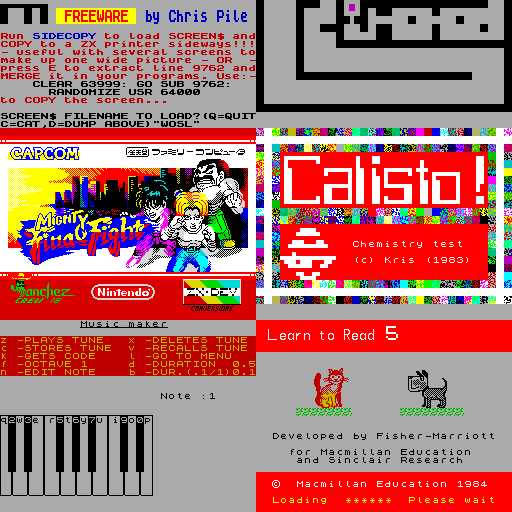 FREEWARE by Chris Pile
Run SIDECOPY to load SCREEN$ and
COPY to a ZX printer sideways!!!
- useful with several screens to
make up one wide picture - OR -
press E to extract line 9762 and
MERGE it in your programs. Use:-
CLEAR 63999: GO SUB 9762:
RANDOMIZE USR 64000
to COPY the screen...
SCREEN$ FILENAME TO LOAD?(Q=QUIT
C=CAT,D=DUMP ABOVE)"WOSL"
CAPCOM
ファミリーコンピュータ
Mighty
Final Fight
Sanchez
CREW '18
Nintendo
CONVERSIONS
Calisto!
Chemistry test
(c) Kris (1983)
Music maker
z -PLAYS TUNE x -DELETES TUNE
c -STORES TUNE v -RECALLS TUNE
k -GETS CODE l -GO TO MENU
f -OCTAVE 1 d -DURATION 0.5
n -EDIT NOTE b -DUR.(.1/1)0.1
Note :1
q2w3e r5t6y7u i9o0p
Learn to Read 5
Developed by Fisher-Marriott
for Macmillan Education
and Sinclair Research
© Macmillan Education 1984
Loading ****** Please wait